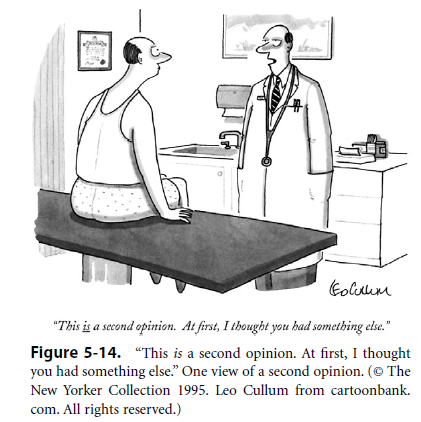 LEoCullum
"This is a second opinion. At first, I thought you had something else."
Figure 5-14. "This is a second opinion. At first, I thought
you had something else." One view of a second opinion. (© The
New Yorker Collection 1995. Leo Cullum from cartoonbank.
com. All rights reserved.)